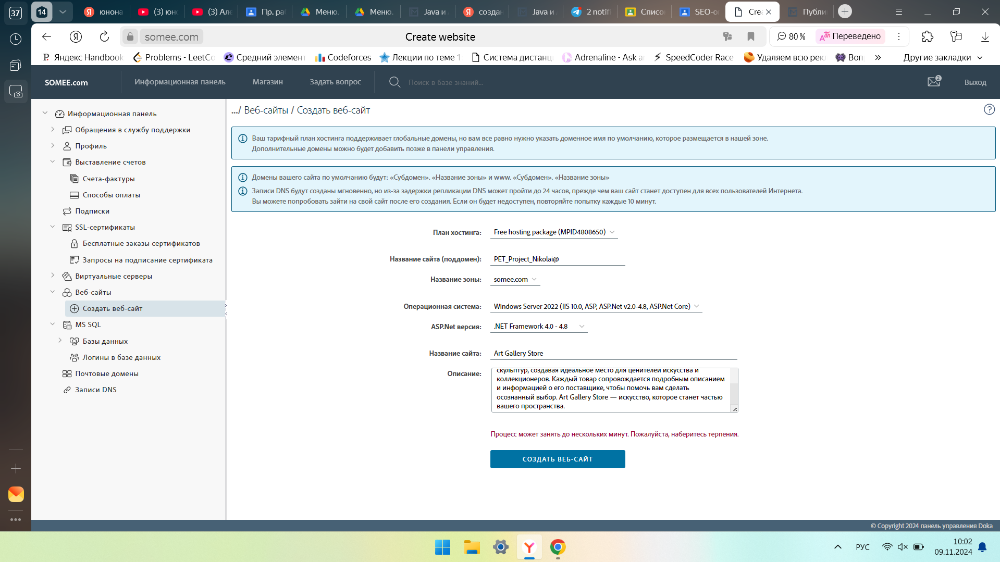 37
14
юнона
(3) юно
(3) Але
Пр. раб
Меню,
Меню,
Java и
создан
Java и
2 notifi
Списо
SEO-о
Crea
Публи
somee.com
Create website
80 %
Переведено
Яндекс Handbook
Problems - LeetCo
Средний элемент
Codeforces
Лекции по теме 1
Система дистанц
Adrenaline - Ask a
SpeedCoder Race
Удаляем всю рекл
Воп
»
Другие закладки
SOMEE.com
Информационная панель
Магазин
Задать вопрос
Поиск в базе знаний...
2
Выход
Информационная панель
Обращения в службу поддержки
Профиль
Выставление счетов
Счета-фактуры
Способы оплаты
Подписки
SSL-сертификаты
Бесплатные заказы сертификатов
Запросы на подписание сертификата
Виртуальные серверы
Веб-сайты
Создать веб-сайт
MS SQL
Базы данных
Логины в базе данных
Почтовые домены
Записи DNS
.../ Веб-сайты / Создать веб-сайт
Ваш тарифный план хостинга поддерживает глобальные домены, но вам все равно нужно указать доменное имя по умолчанию, которое размещается в нашей зоне.
Дополнительные домены можно будет добавить позже в панели управления.
Домены вашего сайта по умолчанию будут: «Субдомен». «Название зоны» и www. «Субдомен». «Название зоны»
Записи DNS будут созданы мгновенно, но из-за задержки репликации DNS может пройти до 24 часов, прежде чем ваш сайт станет доступен для всех пользователей Интернета.
Вы можете попробовать зайти на свой сайт после его создания. Если он будет недоступен, повторяйте попытку каждые 10 минут.
План хостинга: Free hosting package (MPID4808650)
Название сайта (поддомен): PET_Project_Nikolai@
Название зоны: somee.com
Операционная система: Windows Server 2022 (IIS 10.0, ASP, ASP.Net v2.0-4.8, ASP.Net Core)
ASP.Net версия: .NET Framework 4.0 - 4.8
Название сайта: Art Gallery Store
Описание:
скульптур, создавая идеальное место для ценителей искусства и
коллекционеров. Каждый товар сопровождается подробным описанием
и информацией о его поставщике, чтобы помочь вам сделать
осознанный выбор. Art Gallery Store — искусство, которое станет частью
вашего пространства.
Процесс может занять до нескольких минут. Пожалуйста, наберитесь терпения.
СОЗДАТЬ ВЕБ-САЙТ
© Copyright 2024 панель управления Doka
РУС
10:02
09.11.2024